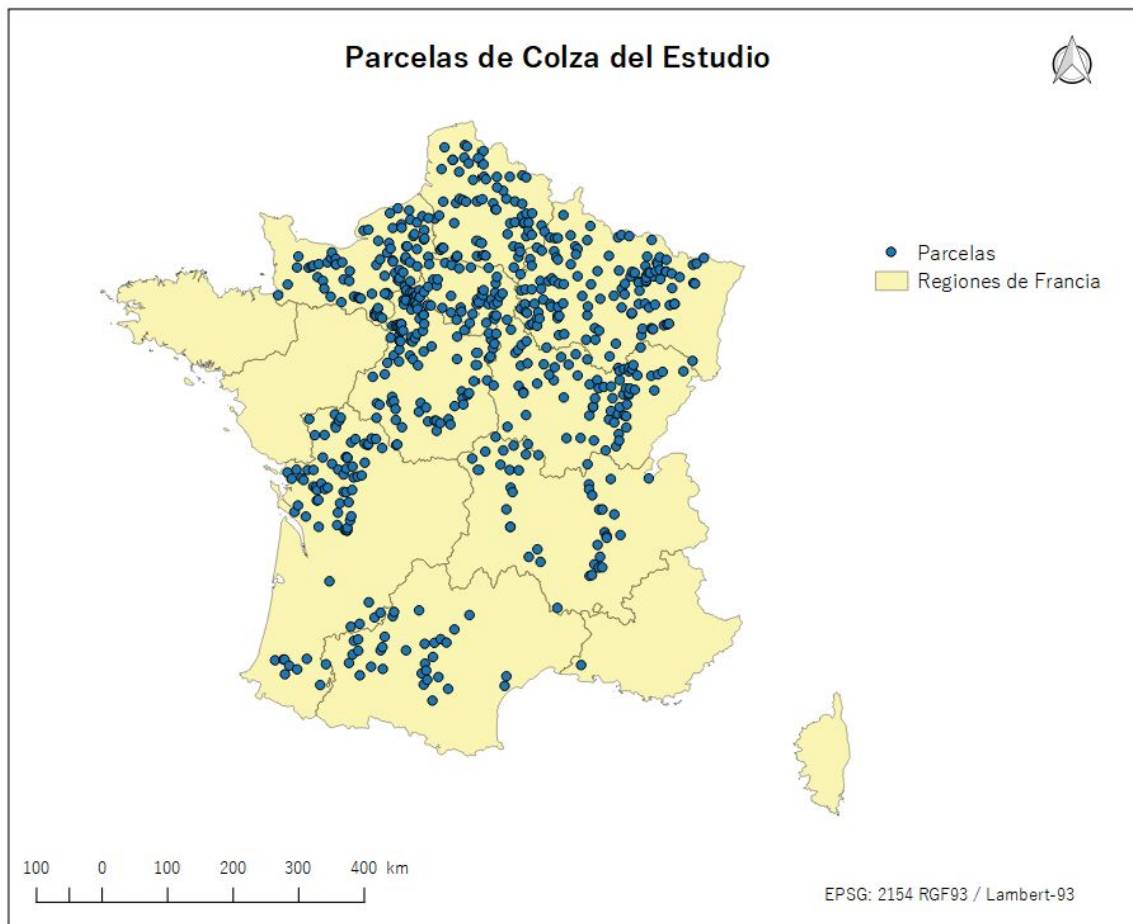 Parcelas de Colza del Estudio
Parcelas
Regiones de Francia
100 0 100 200 300 400 km
EPSG: 2154 RGF93 / Lambert-93